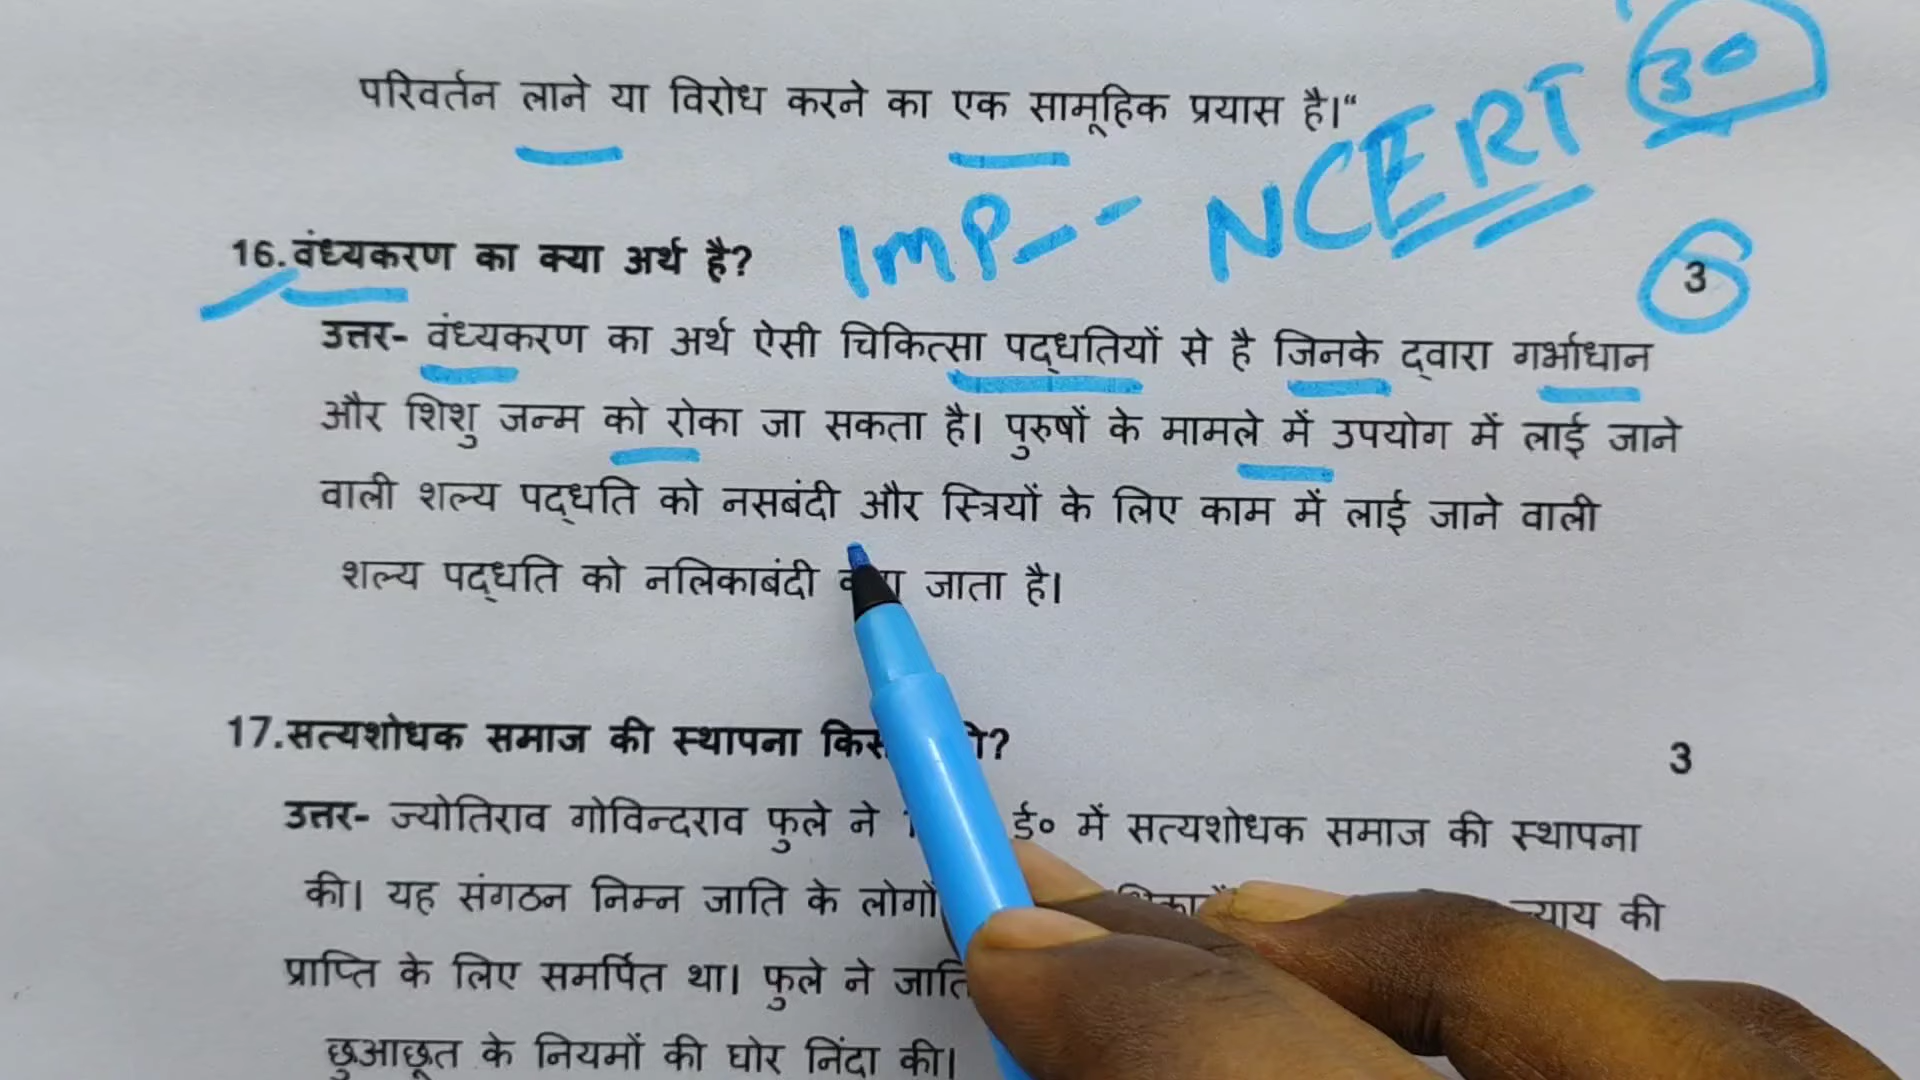 परिवर्तन लाने या विरोध करने का एक सामूहिक प्रयास है।“
30
IMP-- NCERT
16. वंध्यकरण का क्या अर्थ है? 3
उत्तर- वंध्यकरण का अर्थ ऐसी चिकित्सा पद्धतियों से है जिनके द्वारा गर्भाधान
और शिशु जन्म को रोका जा सकता है। पुरुषों के मामले में उपयोग में लाई जाने
वाली शल्य पद्धति को नसबंदी और स्त्रियों के लिए काम में लाई जाने वाली
शल्य पद्धति को नलिकाबंदी जाता है।
17. सत्यशोधक समाज की स्थापना 3
उत्तर- ज्योतिराव गोविन्दराव फुले ने ई० में सत्यशोधक समाज की स्थापना
की। यह संगठन निम्न जाति के लोगों की
प्राप्ति के लिए समर्पित था। फुले ने
छुआछूत के नियमों की घोर निंदा की।